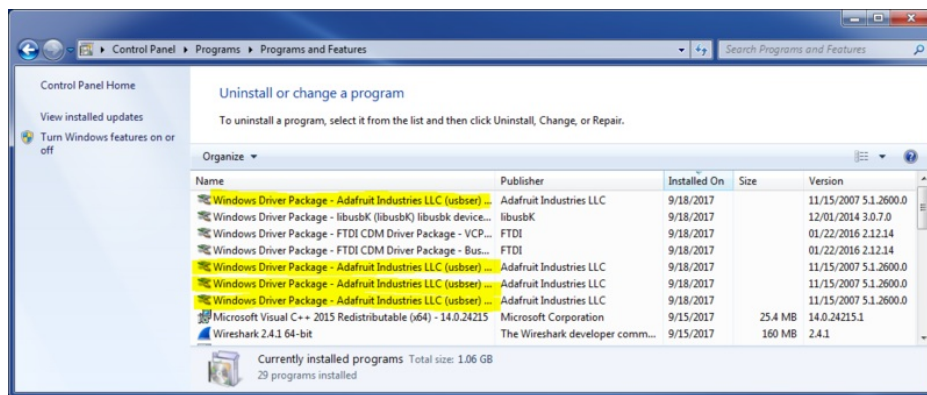 Control Panel ▸ Programs ▸ Programs and Features
Search Programs and Features
Control Panel Home
View installed updates
Turn Windows features on or
off
Uninstall or change a program
To uninstall a program, select it from the list and then click Uninstall, Change, or Repair.
Organize
Name Publisher Installed On Size Version
Windows Driver Package - Adafruit Industries LLC (usbser) ... Adafruit Industries LLC 9/18/2017 11/15/2007 5.1.2600.0
Windows Driver Package - libusbK (libusbK) libusbk device... libusbK 9/18/2017 12/01/2014 3.0.7.0
Windows Driver Package - FTDI CDM Driver Package - VCP... FTDI 9/18/2017 01/22/2016 2.12.14
Windows Driver Package - FTDI CDM Driver Package - Bus... FTDI 9/18/2017 01/22/2016 2.12.14
Windows Driver Package - Adafruit Industries LLC (usbser) ... Adafruit Industries LLC 9/18/2017 11/15/2007 5.1.2600.0
Windows Driver Package - Adafruit Industries LLC (usbser) ... Adafruit Industries LLC 9/18/2017 11/15/2007 5.1.2600.0
Windows Driver Package - Adafruit Industries LLC (usbser) ... Adafruit Industries LLC 9/18/2017 11/15/2007 5.1.2600.0
Microsoft Visual C++ 2015 Redistributable (x64) - 14.0.24215 Microsoft Corporation 9/15/2017 25.4 MB 14.0.24215.1
Wireshark 2.4.1 64-bit The Wireshark developer comm... 9/15/2017 160 MB 2.4.1
Currently installed programs Total size: 1.06 GB
29 programs installed